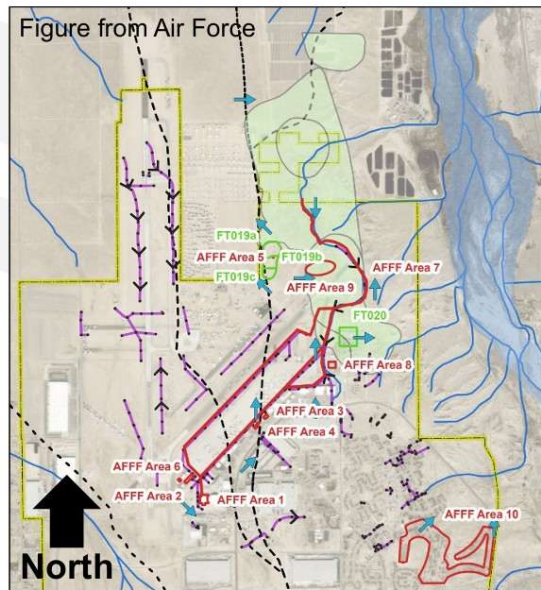 Figure from Air Force
FT019a
AFFF Area 5
FT019b
FT019c
AFFF Area 7
AFFF Area 9
FT020
AFFF Area 8
AFFF Area 3
AFFF Area 4
AFFF Area 6
AFFF Area 2
AFFF Area 1
AFFF Area 10
North